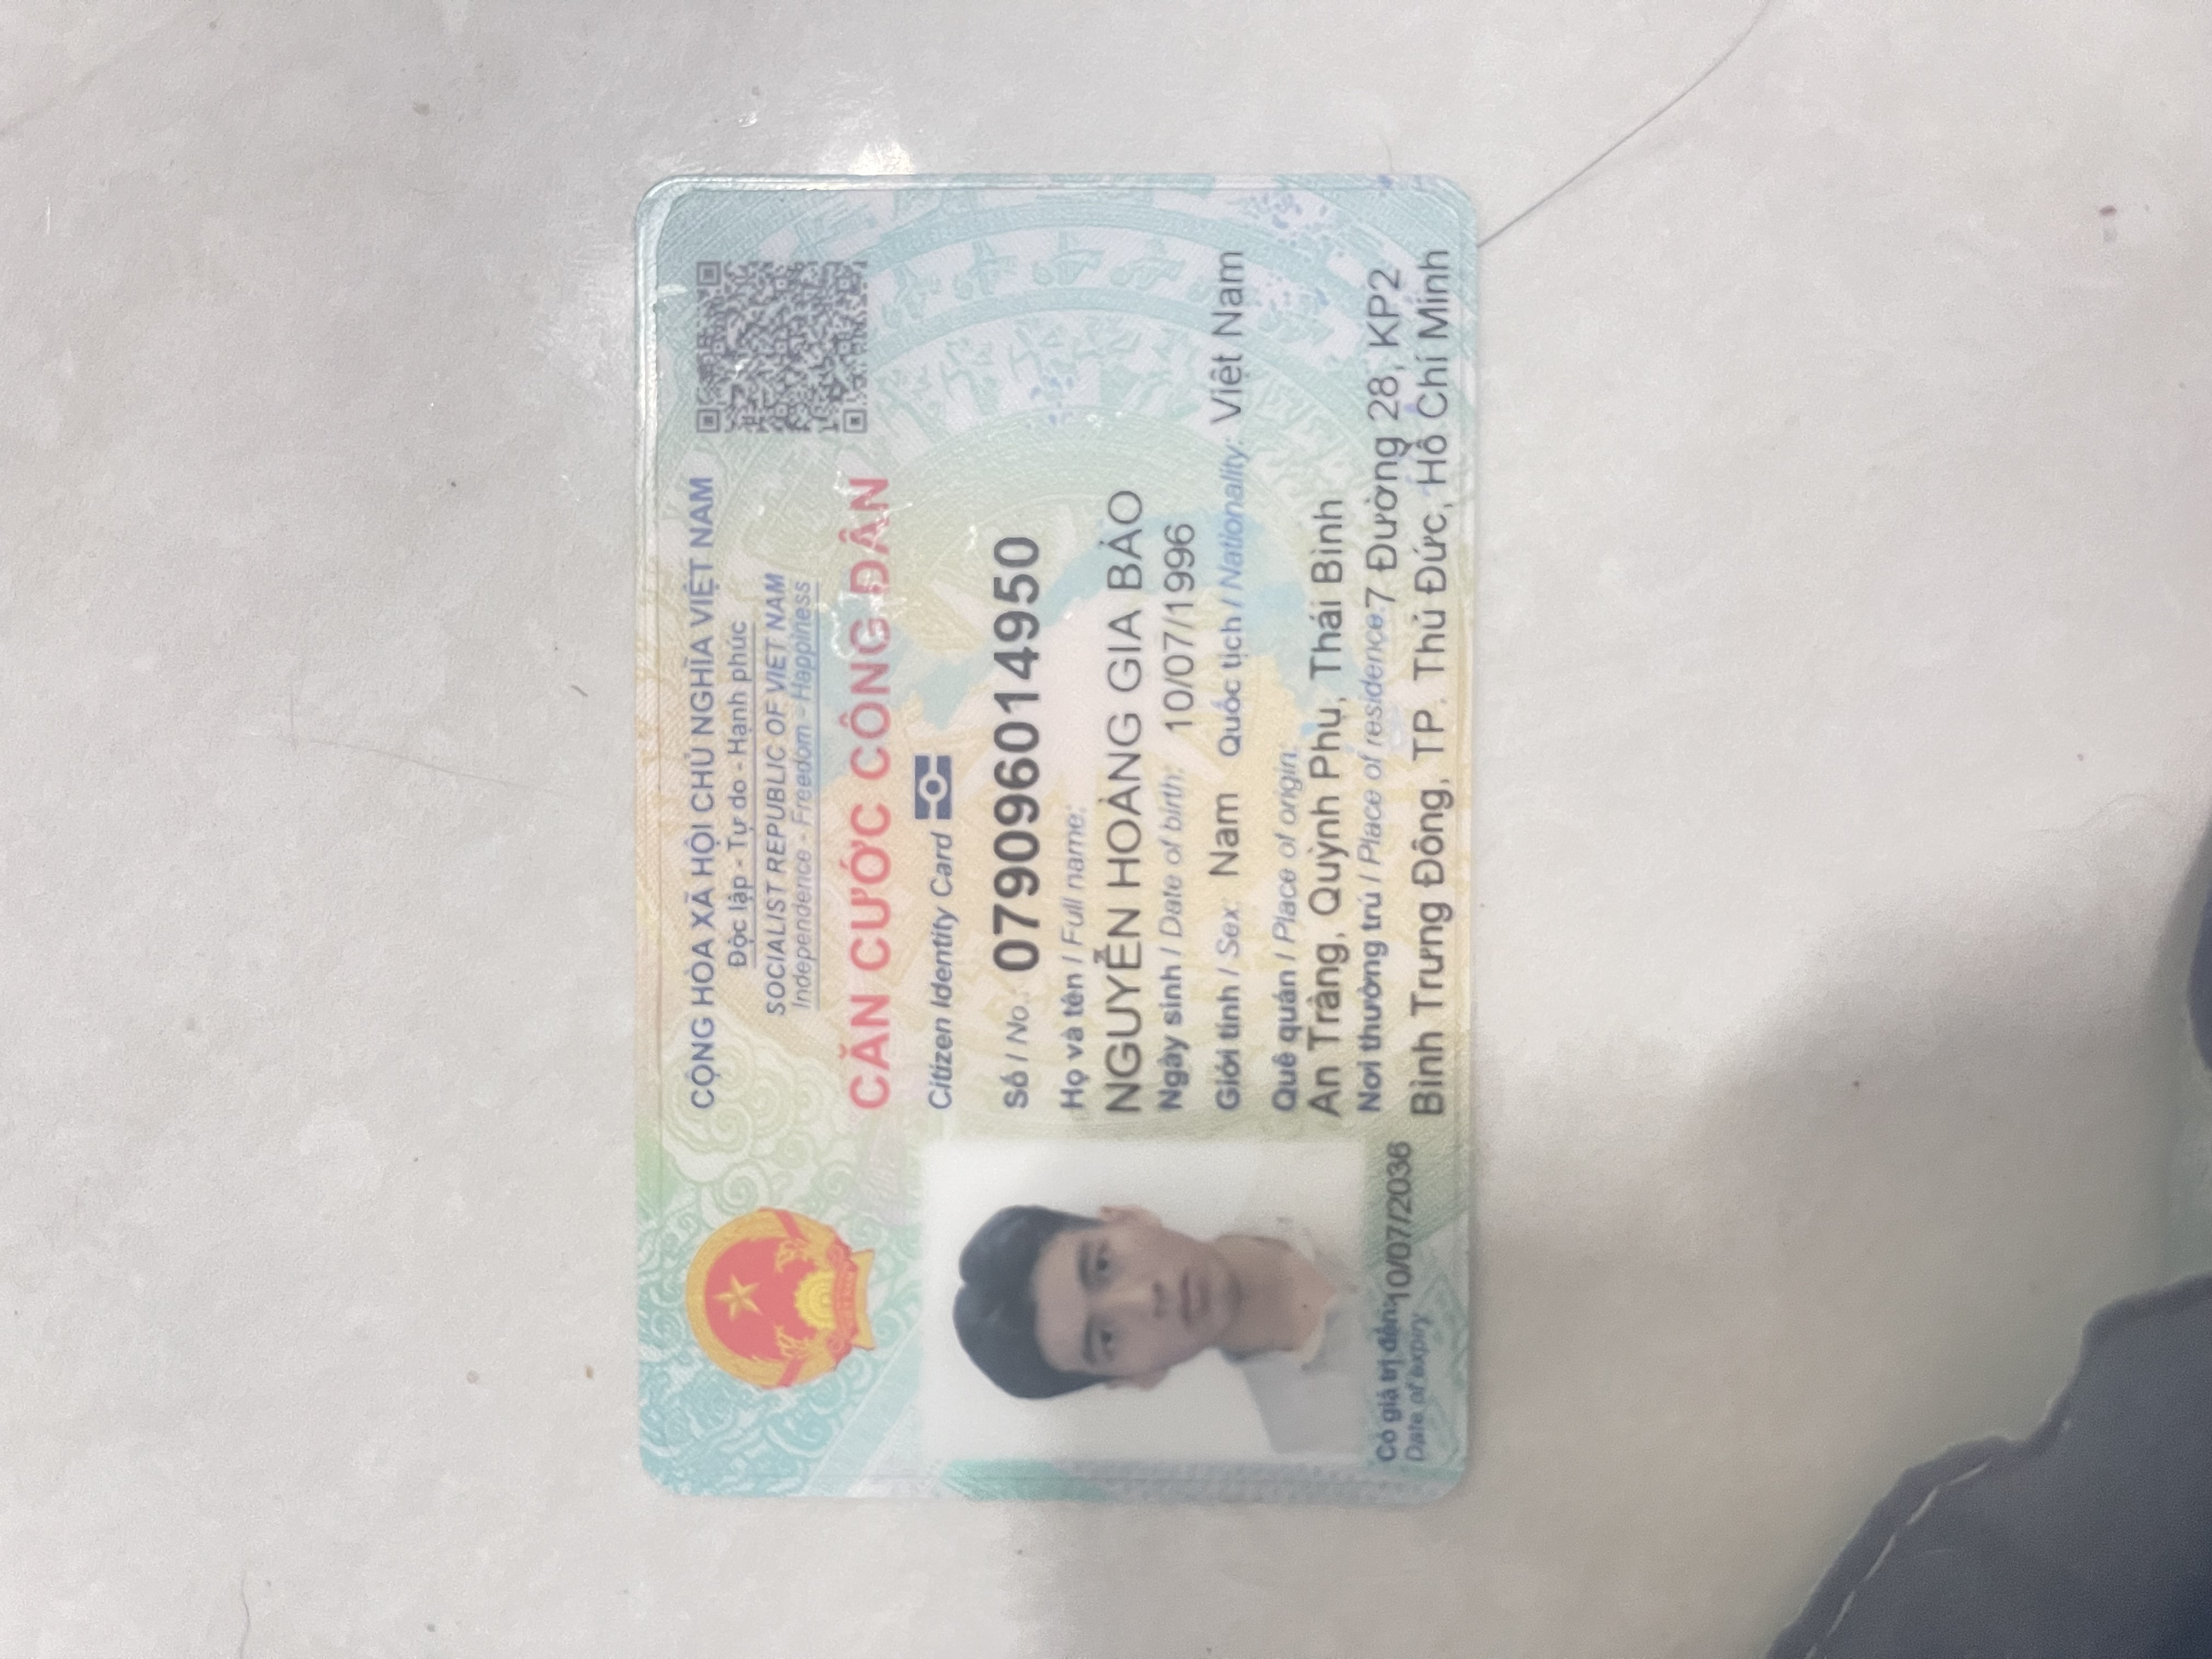 CỘNG HÒA XÃ HỘI CHỦ NGHĨA VIỆT NAM
Độc lập - Tự do - Hạnh phúc
SOCIALIST REPUBLIC OF VIET NAM
Independence - Freedom - Happiness
CĂN CƯỚC CÔNG DÂN
Citizen Identity Card
Số / No.: 079096014950
Họ và tên / Full name:
NGUYỄN HOÀNG GIA BẢO
Ngày sinh / Date of birth: 10/07/1996
Giới tính / Sex: Nam Quốc tịch / Nationality: Việt Nam
Quê quán / Place of origin:
An Tràng, Quỳnh Phụ, Thái Bình
Nơi thường trú / Place of residence: 7 Đường 28, KP2
Bình Trưng Đông, TP. Thủ Đức, Hồ Chí Minh
Có giá trị đến: 10/07/2036
Date of expiry